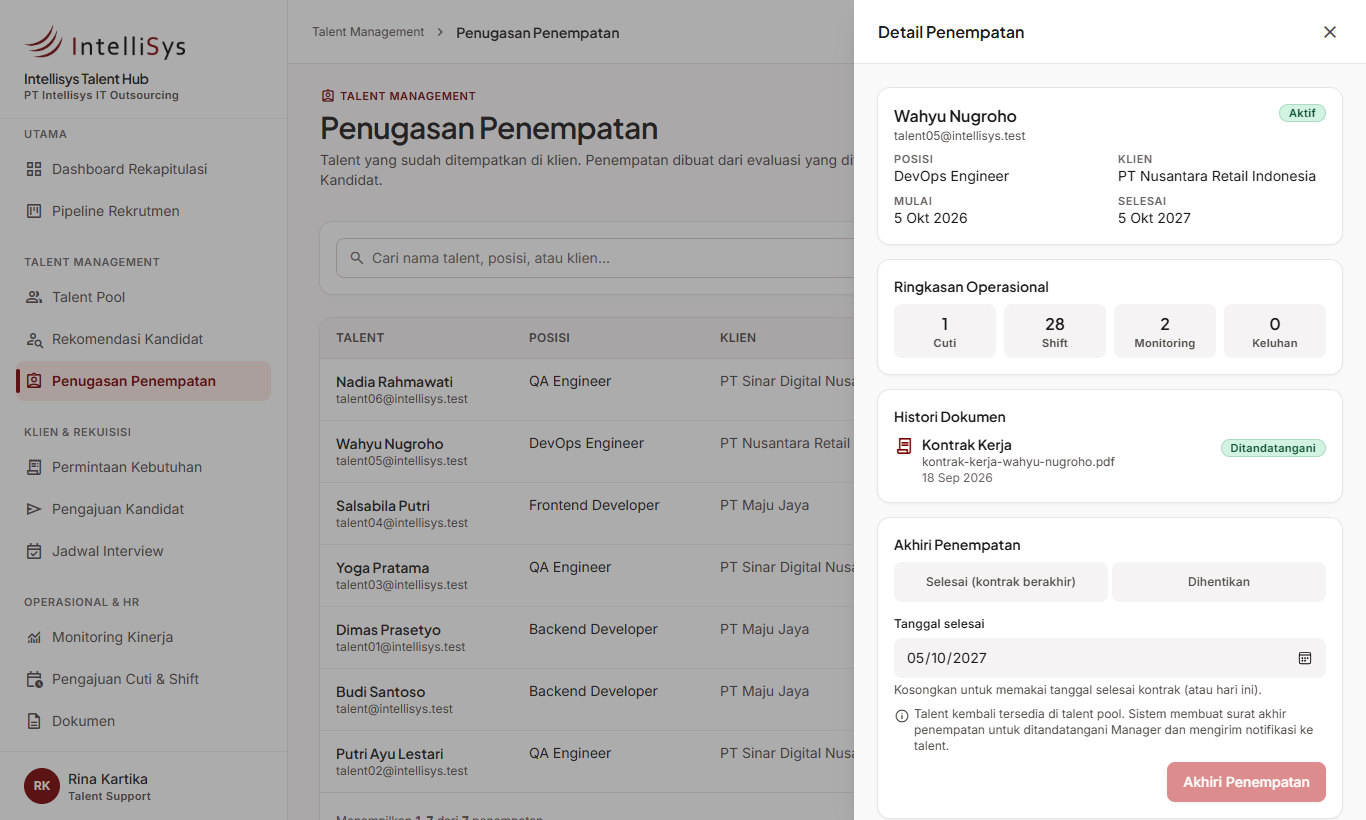 IntelliSys
Intellisys Talent Hub
PT Intellisys IT Outsourcing
UTAMA
Dashboard Rekapitulasi
Pipeline Rekrutmen
TALENT MANAGEMENT
Talent Pool
Rekomendasi Kandidat
Penugasan Penempatan
KLIEN & REKUISISI
Permintaan Kebutuhan
Pengajuan Kandidat
Jadwal Interview
OPERASIONAL & HR
Monitoring Kinerja
Pengajuan Cuti & Shift
Dokumen
RK
Rina Kartika
Talent Support
Talent Management > Penugasan Penempatan
TALENT MANAGEMENT
Penugasan Penempatan
Talent yang sudah ditempatkan di klien. Penempatan dibuat dari evaluasi yang
Kandidat.
Cari nama talent, posisi, atau klien...
TALENT POSISI KLIEN
Nadia Rahmawati QA Engineer PT Sinar Digital
talent06@intellisys.test
Wahyu Nugroho DevOps Engineer PT Nusantara Retail
talent05@intellisys.test
Salsabila Putri Frontend Developer PT Maju Jaya
talent04@intellisys.test
Yoga Pratama QA Engineer PT Sinar Digital
talent03@intellisys.test
Dimas Prasetyo Backend Developer PT Maju Jaya
talent01@intellisys.test
Budi Santoso Backend Developer PT Maju Jaya
talent@intellisys.test
Putri Ayu Lestari QA Engineer PT Sinar Digital
talent02@intellisys.test
Menampilkan 1-7 dari 7 penempatan
Detail Penempatan
Wahyu Nugroho
Aktif
talent05@intellisys.test
POSISI KLIEN
DevOps Engineer PT Nusantara Retail Indonesia
MULAI SELESAI
5 Okt 2026 5 Okt 2027
Ringkasan Operasional
1 28 2 0
Cuti Shift Monitoring Keluhan
Histori Dokumen
Kontrak Kerja
Ditandatangani
kontrak-kerja-wahyu-nugroho.pdf
18 Sep 2026
Akhiri Penempatan
Selesai (kontrak berakhir) Dihentikan
Tanggal selesai
05/10/2027
Kosongkan untuk memakai tanggal selesai kontrak (atau hari ini).
Talent kembali tersedia di talent pool. Sistem membuat surat akhir
penempatan untuk ditandatangani Manager dan mengirim notifikasi ke
talent.
Akhiri Penempatan